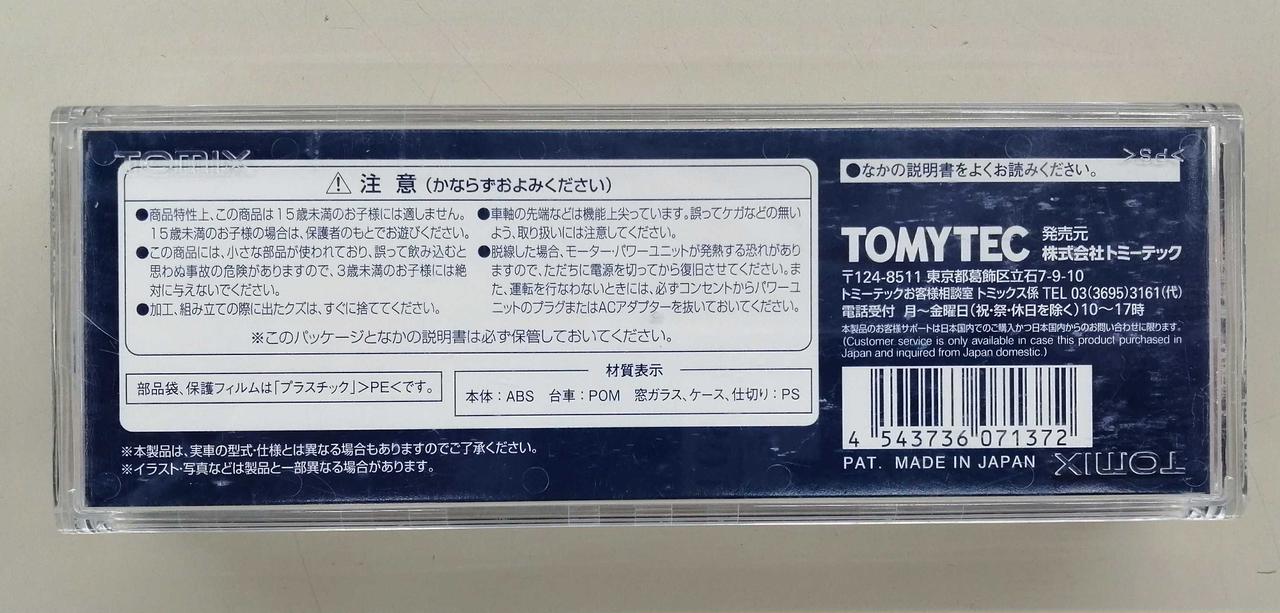 TOMIX
⚠ 注 意 (かならずおよみください)
●商品特性上、この商品は15歳未満のお子様には適しません。
15歳未満のお子様の場合は、保護者のもとでお遊びください。
●この商品には、小さな部品が使われており、誤って飲み込むと
思わぬ事故の危険がありますので、3歳未満のお子様には絶
対に与えないでください。
●加工、組み立ての際に出たクズは、すぐに捨ててください。
●車軸の先端などは機能上尖っています。誤ってケガなどの無い
よう、取り扱いには注意してください。
●脱線した場合、モーター・パワーユニットが発熱する恐れがあり
ますので、ただちに電源を切ってから復旧させてください。ま
た、運転を行なわないときには、必ずコンセントからパワーユ
ニットのプラグまたはACアダプターを抜いておいてください。
※このパッケージとなかの説明書は必ず保管しておいてください。
部品袋、保護フィルムは「プラスチック」>PE<です。
材質表示
本体：ABS 台車：POM 窓ガラス、ケース、仕切り：PS
※本製品は、実車の型式・仕様とは異なる場合もありますのでご了承ください。
※イラスト・写真などは製品と一部異なる場合があります。
>PS<
●なかの説明書をよくお読みください。
TOMYTEC 発売元
株式会社トミーテック
〒124-8511 東京都葛飾区立石7-9-10
トミーテックお客様相談室 トミックス係 TEL 03(3695)3161(代)
電話受付 月〜金曜日(祝・祭・休日を除く)10〜17時
本製品のお客様サポートは日本国内でのご購入かつ日本国内からのお問い合わせに限ります。
(Customer service is only available in case this product purchased in
Japan and inquired from Japan domestic.)
4 543736 071372
PAT. MADE IN JAPAN
TOMIX